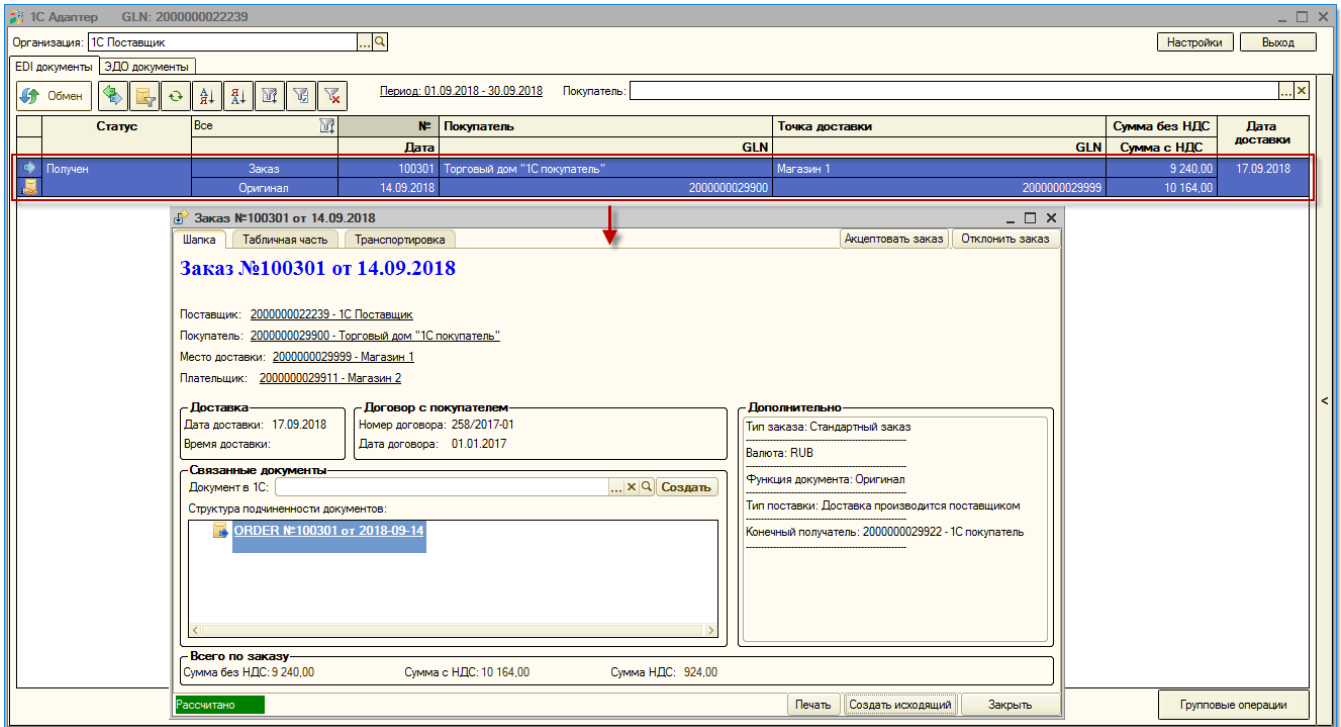 1С Адаптер GLN: 2000000022239
Организация: 1С Поставщик ... Настройки Выход
EDI документы ЭДО документы
Обмен Период: 01.09.2018 - 30.09.2018 Покупатель: ...
Статус Все № Покупатель Точка доставки Сумма без НДС Дата доставки
Дата GLN GLN Сумма с НДС
Получен Заказ 100301 Торговый дом "1С покупатель" Магазин 1 9 240,00 17.09.2018
Оригинал 14.09.2018 2000000029900 2000000029999 10 164,00
Заказ №100301 от 14.09.2018
Шапка Табличная часть Транспортировка Акцептовать заказ Отклонить заказ
Заказ №100301 от 14.09.2018
Поставщик: 2000000022239 - 1С Поставщик
Покупатель: 2000000029900 - Торговый дом "1С покупатель"
Место доставки: 2000000029999 - Магазин 1
Плательщик: 2000000029911 - Магазин 2
Доставка Договор с покупателем Дополнительно
Дата доставки: 17.09.2018 Номер договора: 258/2017-01 Тип заказа: Стандартный заказ
Время доставки: Дата договора: 01.01.2017 Валюта: RUB
Связанные документы
Документ в 1С: ... Создать Функция документа: Оригинал
Структура подчиненности документов: Тип поставки: Доставка производится поставщиком
ORDER №100301 от 2018-09-14 Конечный получатель: 2000000029922 - 1С покупатель
Всего по заказу
Сумма без НДС: 9 240,00 Сумма с НДС: 10 164,00 Сумма НДС: 924,00
Рассчитано Печать Создать исходящий Закрыть Групповые операции